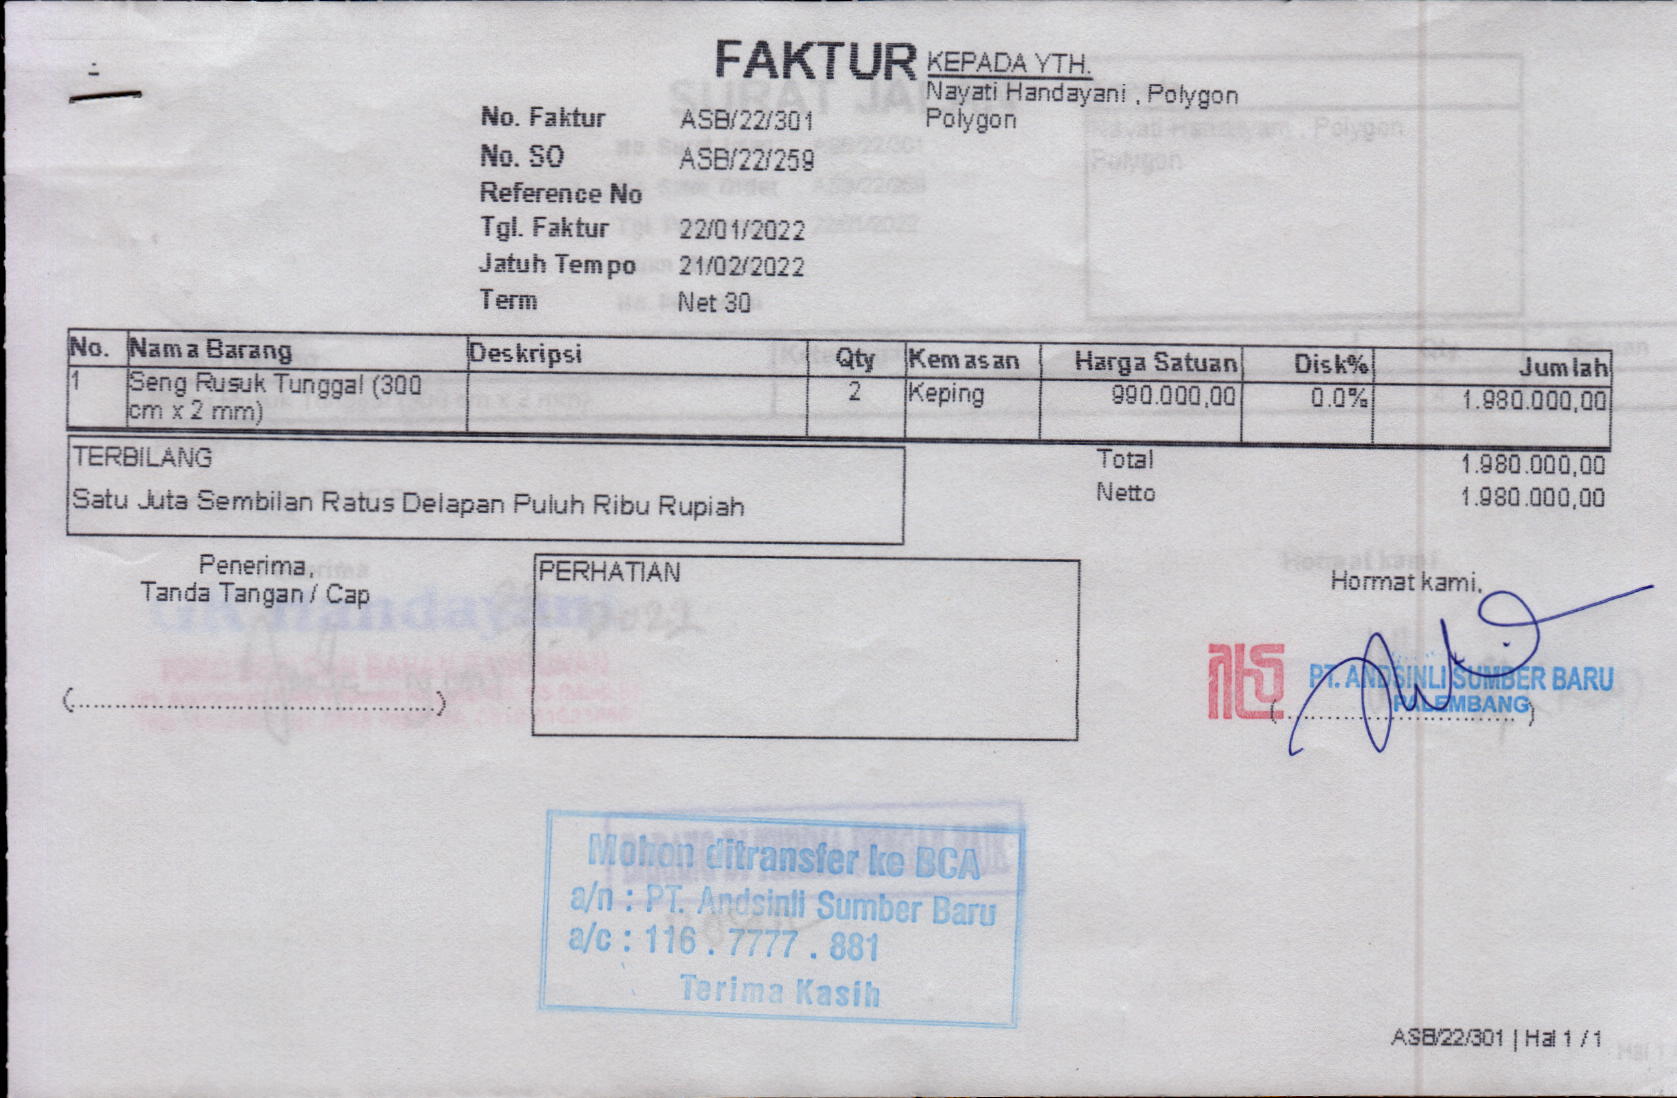 FAKTUR
KEPADA YTH.
Nayati Handayani , Polygon
Polygon
No. Faktur ASB/22/301
No. SO ASB/22/259
Reference No
Tgl. Faktur 22/01/2022
Jatuh Tempo 21/02/2022
Term Net 30
No. Nama Barang Deskripsi Qty Kemasan Harga Satuan Disk% Jumlah
1 Seng Rusuk Tunggal (300 2 Keping 990.000,00 0.0% 1.980.000,00
cm x 2 mm)
TERBILANG
Satu Juta Sembilan Ratus Delapan Puluh Ribu Rupiah
Total 1.980.000,00
Netto 1.980.000,00
Penerima,
Tanda Tangan / Cap
(........................................................)
PERHATIAN
Hormat kami,
PT. ANDSINLI SUMBER BARU
PALEMBANG
(........................................)
Mohon ditransfer ke BCA
a/n : PT. Andsinli Sumber Baru
a/c : 116 . 7777 . 881
Terima Kasih
ASB/22/301 | Hal 1 / 1